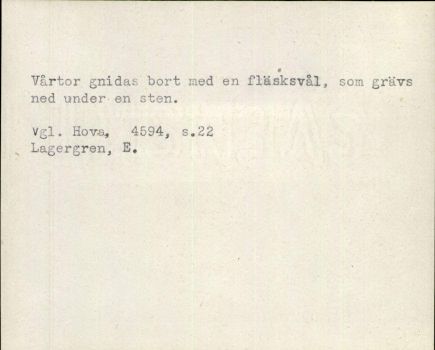 Vårtor gnidas bort med en fläsksvål, som grävs
ned under en sten.
Vgl. Hova, 4594, s.22
Lagergren, E.